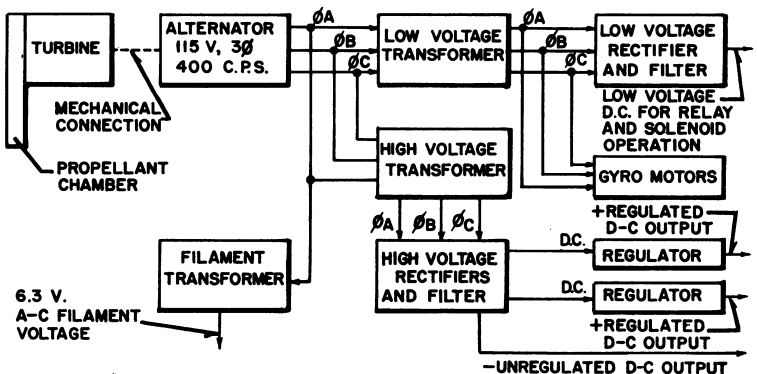 TURBINE
ALTERNATOR
115 V, 3Ø
400 C.P.S.
ØA
ØB
ØC
LOW VOLTAGE
TRANSFORMER
ØA
ØB
ØC
LOW VOLTAGE
RECTIFIER
AND FILTER
MECHANICAL
CONNECTION
LOW VOLTAGE
D.C. FOR RELAY
AND SOLENOID
OPERATION
PROPELLANT
CHAMBER
HIGH VOLTAGE
TRANSFORMER
GYRO MOTORS
ØA
ØB
ØC
+REGULATED
D-C OUTPUT
FILAMENT
TRANSFORMER
HIGH VOLTAGE
RECTIFIERS
AND FILTER
D.C.
REGULATOR
D.C.
REGULATOR
6.3 V.
A-C FILAMENT
VOLTAGE
+REGULATED
D-C OUTPUT
-UNREGULATED D-C OUTPUT